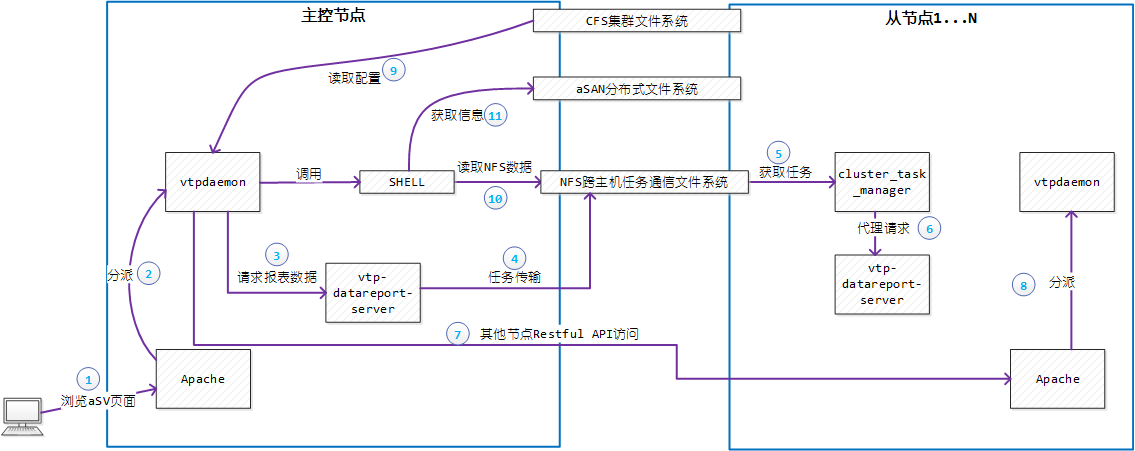 主控节点
CFS集群文件系统
从节点1...N
读取配置
9
aSAN分布式文件系统
获取信息
11
vtpdaemon
调用
SHELL
读取NFS数据
10
NFS跨主机任务通信文件系统
5
获取任务
cluster_task
_manager
vtpdaemon
代理请求
6
分派
2
3
请求报表数据
vtp-
datareport-
server
4
任务传输
vtp-
datareport-
server
8
分派
7
其他节点Restful API访问
1
浏览aSV页面
Apache
Apache